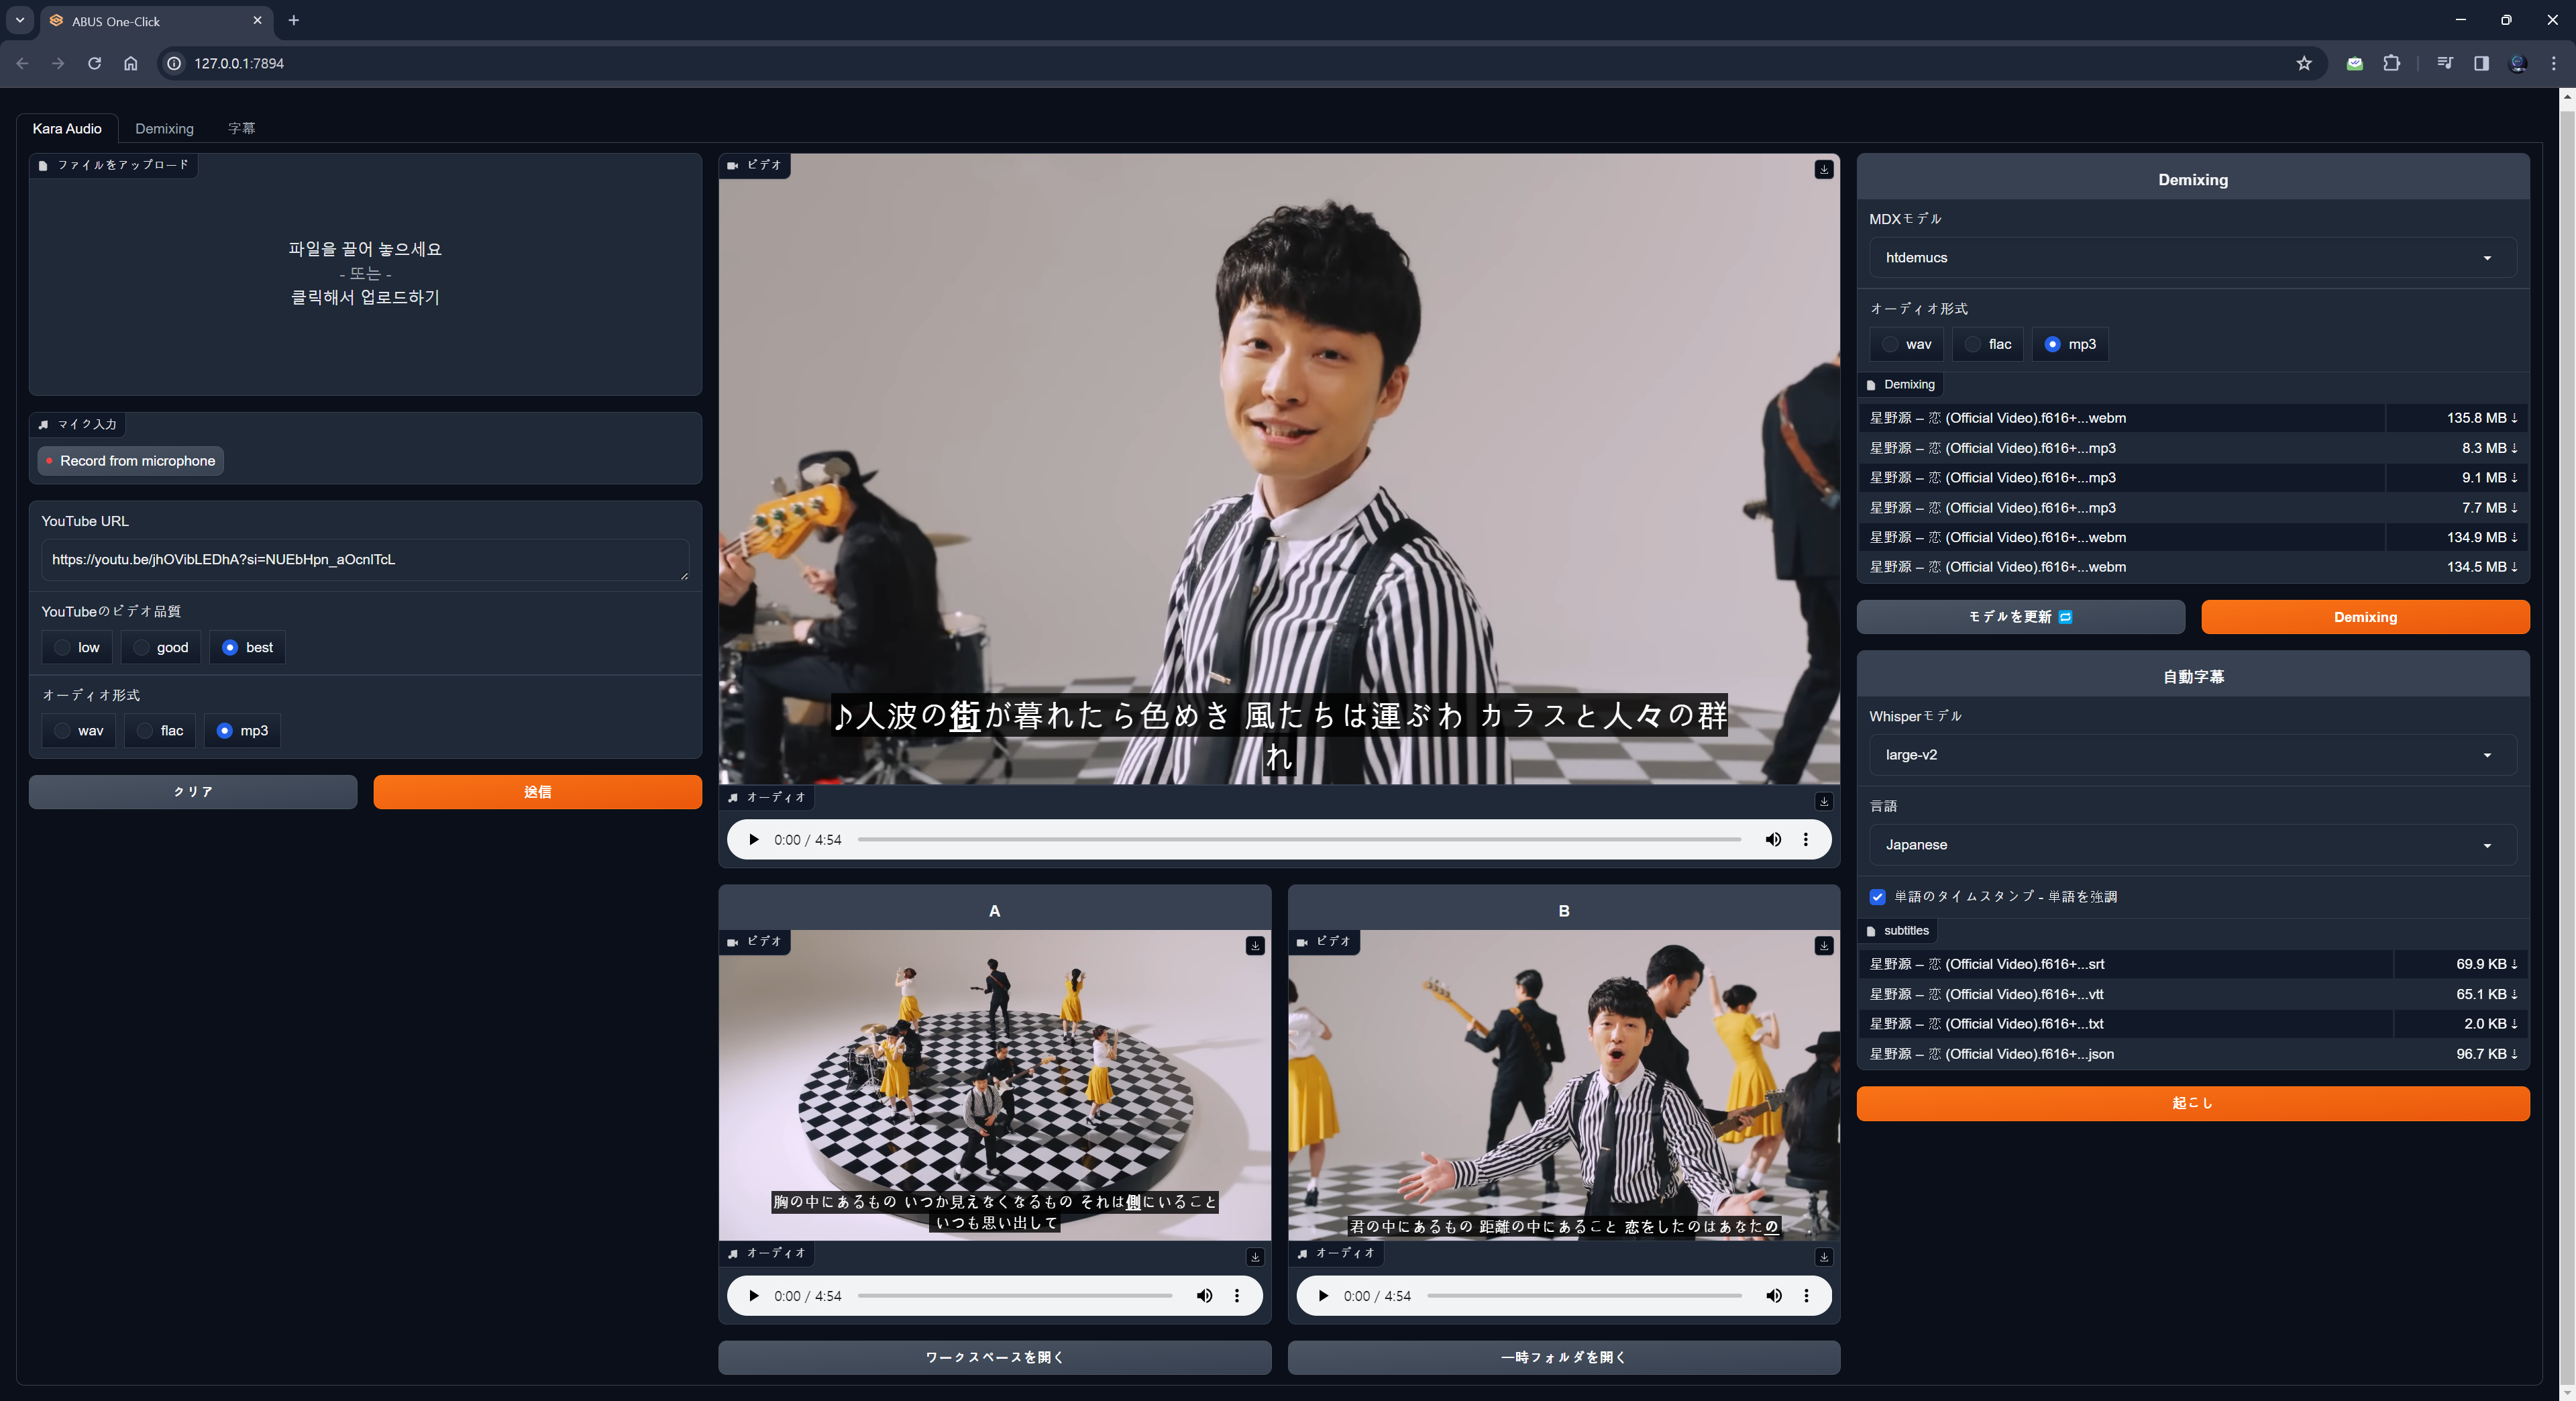 ABUS One-Click
127.0.0.1:7894
Kara Audio
Demixing
字幕
ファイルをアップロード
파일을 끌어 놓으세요
- 또는 -
클릭해서 업로드하기
マイク入力
Record from microphone
YouTube URL
https://youtu.be/jhOVibLEDhA?si=NUEbHpn_aOcnlTcL
YouTubeのビデオ品質
low
good
best
オーディオ形式
wav
flac
mp3
クリア
送信
ビデオ
♪人波の街が暮れたら色めき 風たちは運ぶわ カラスと人々の群
れ
オーディオ
0:00 / 4:54
A
ビデオ
胸の中にあるもの いつか見えなくなるもの それは側にいること
いつも思い出して
オーディオ
0:00 / 4:54
ワークスペースを開く
B
ビデオ
君の中にあるもの 距離の中にあること 恋をしたのはあなたの
オーディオ
0:00 / 4:54
一時フォルダを開く
Demixing
MDXモデル
htdemucs
オーディオ形式
wav
flac
mp3
Demixing
星野源 – 恋 (Official Video).f616+...webm 135.8 MB ⇣
星野源 – 恋 (Official Video).f616+...mp3 8.3 MB ⇣
星野源 – 恋 (Official Video).f616+...mp3 9.1 MB ⇣
星野源 – 恋 (Official Video).f616+...mp3 7.7 MB ⇣
星野源 – 恋 (Official Video).f616+...webm 134.9 MB ⇣
星野源 – 恋 (Official Video).f616+...webm 134.5 MB ⇣
モデルを更新 🔁
Demixing
自動字幕
Whisperモデル
large-v2
言語
Japanese
単語のタイムスタンプ - 単語を強調
subtitles
星野源 – 恋 (Official Video).f616+...srt 69.9 KB ⇣
星野源 – 恋 (Official Video).f616+...vtt 65.1 KB ⇣
星野源 – 恋 (Official Video).f616+...txt 2.0 KB ⇣
星野源 – 恋 (Official Video).f616+...json 96.7 KB ⇣
起こし